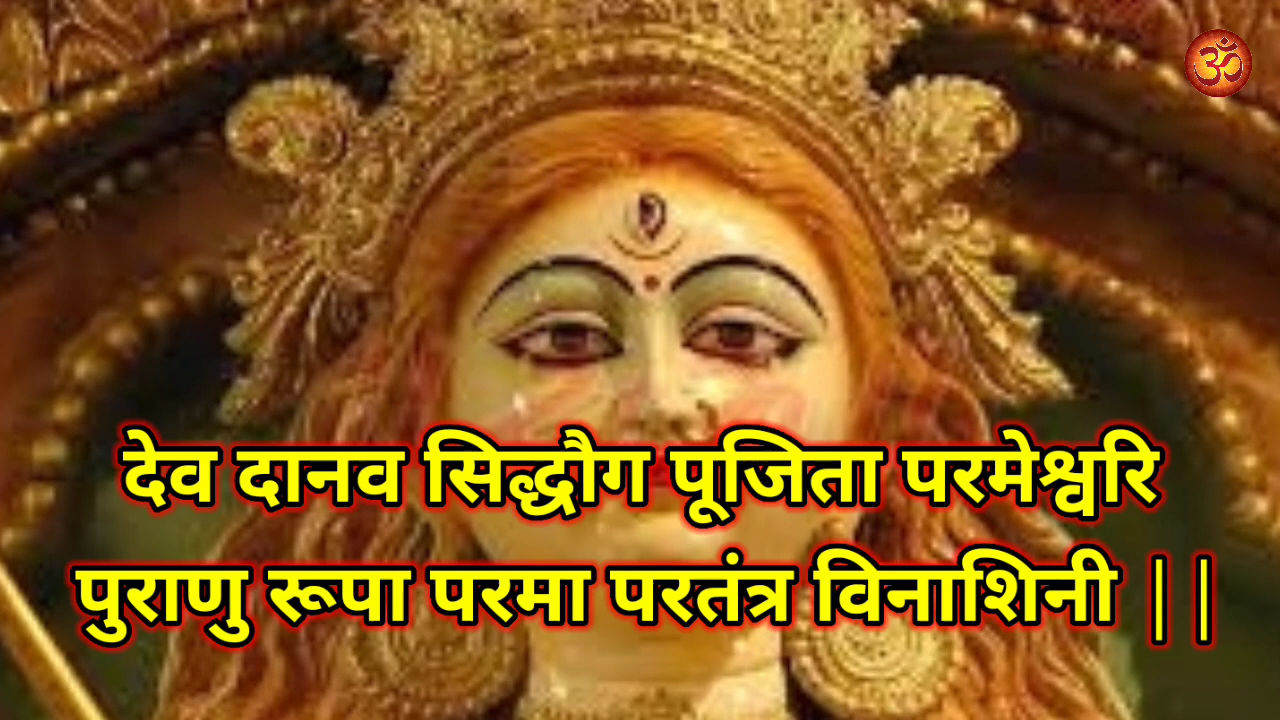 ॐ
देव दानव सिद्धौग पूजिता परमेश्वरि
पुराणु रूपा परमा परतंत्र विनाशिनी ||